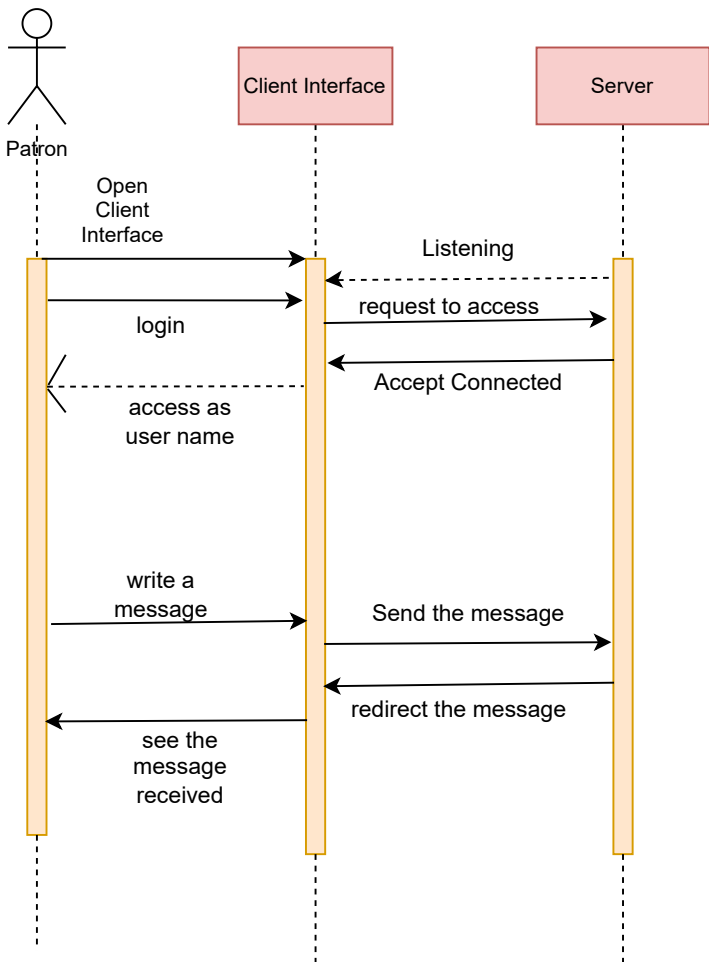 Client Interface
Server
Patron
Open
Client
Interface
Listening
request to access
login
Accept Connected
access as
user name
write a
message
Send the message
redirect the message
see the
message
received